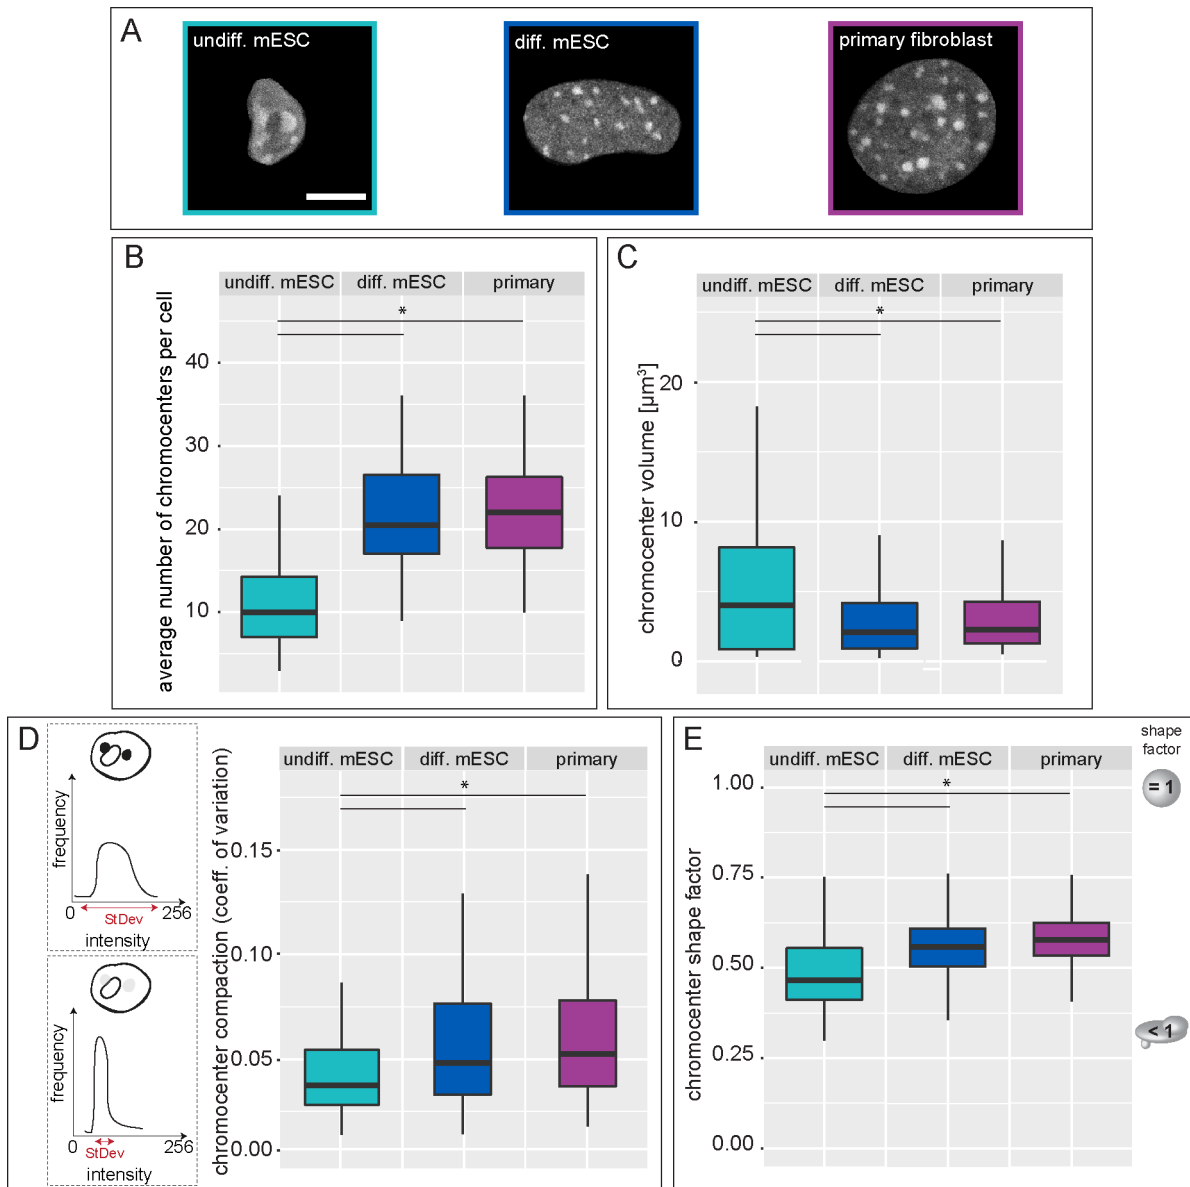 A
undiff. mESC
diff. mESC
primary fibroblast
B
undiff. mESC
diff. mESC
primary
*
average number of chromocenters per cell
40
30
20
10
C
undiff. mESC
diff. mESC
primary
*
chromocenter volume [µm³]
20
10
0
D
frequency
0
256
StDev
intensity
frequency
0
256
StDev
intensity
undiff. mESC
diff. mESC
primary
*
chromocenter compaction (coeff. of variation)
0.15
0.10
0.05
0.00
E
undiff. mESC
diff. mESC
primary
*
chromocenter shape factor
1.00
0.75
0.50
0.25
0.00
shape
factor
= 1
< 1